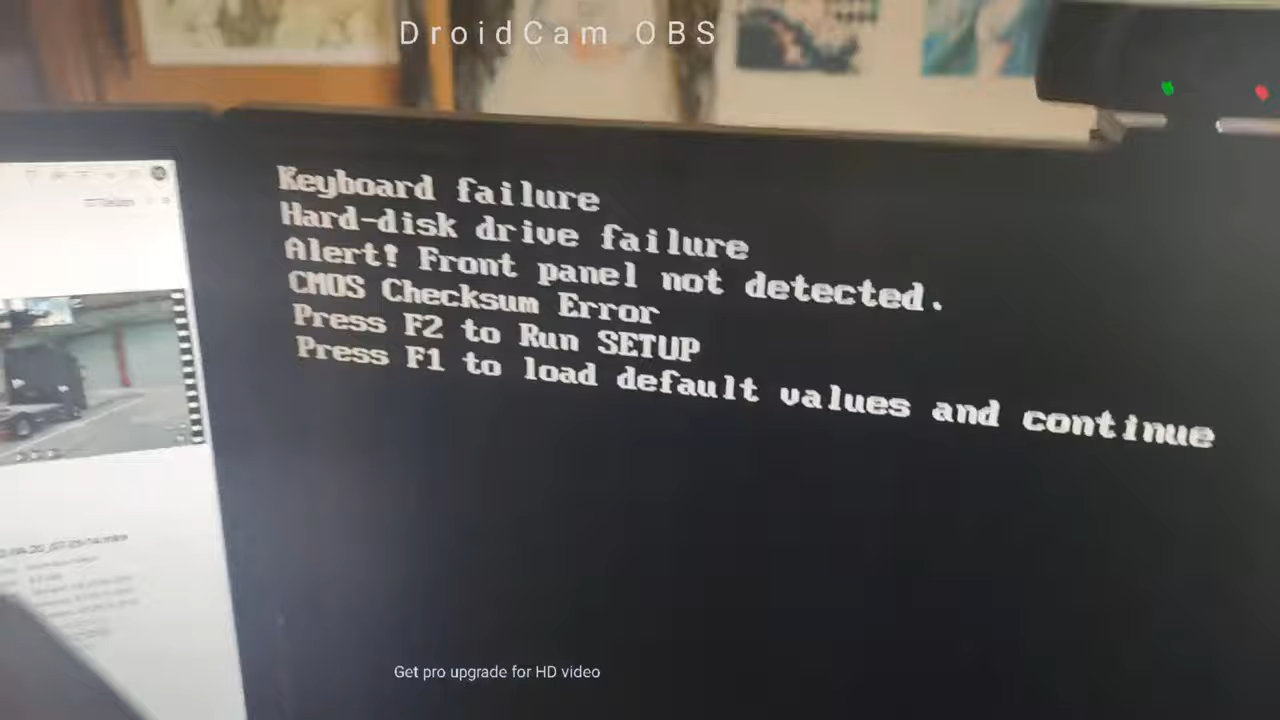 DroidCam OBS
Keyboard failure
Hard-disk drive failure
Alert! Front panel not detected.
CMOS Checksum Error
Press F2 to Run SETUP
Press F1 to load default values and continue
Get pro upgrade for HD video